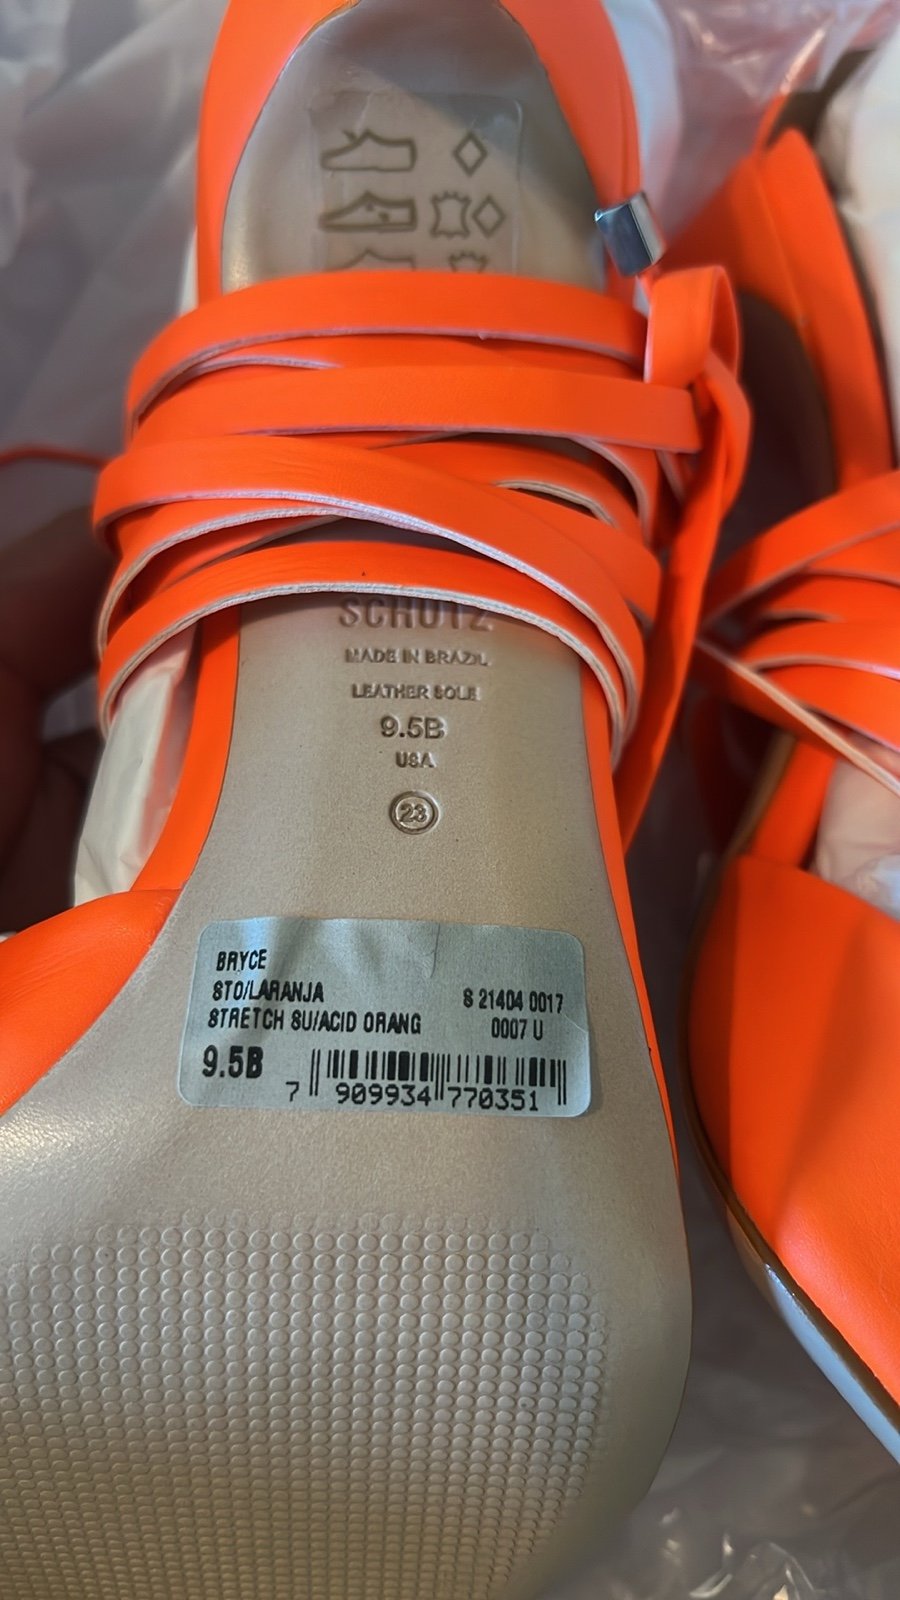 SCHUTZ
MADE IN BRAZIL
LEATHER SOLE
9.5B
USA
23
BRYCE
STO/LARANJA S 21404 0017
STRETCH SU/ACID ORANG 0007 U
9.5B
7 909934 770351